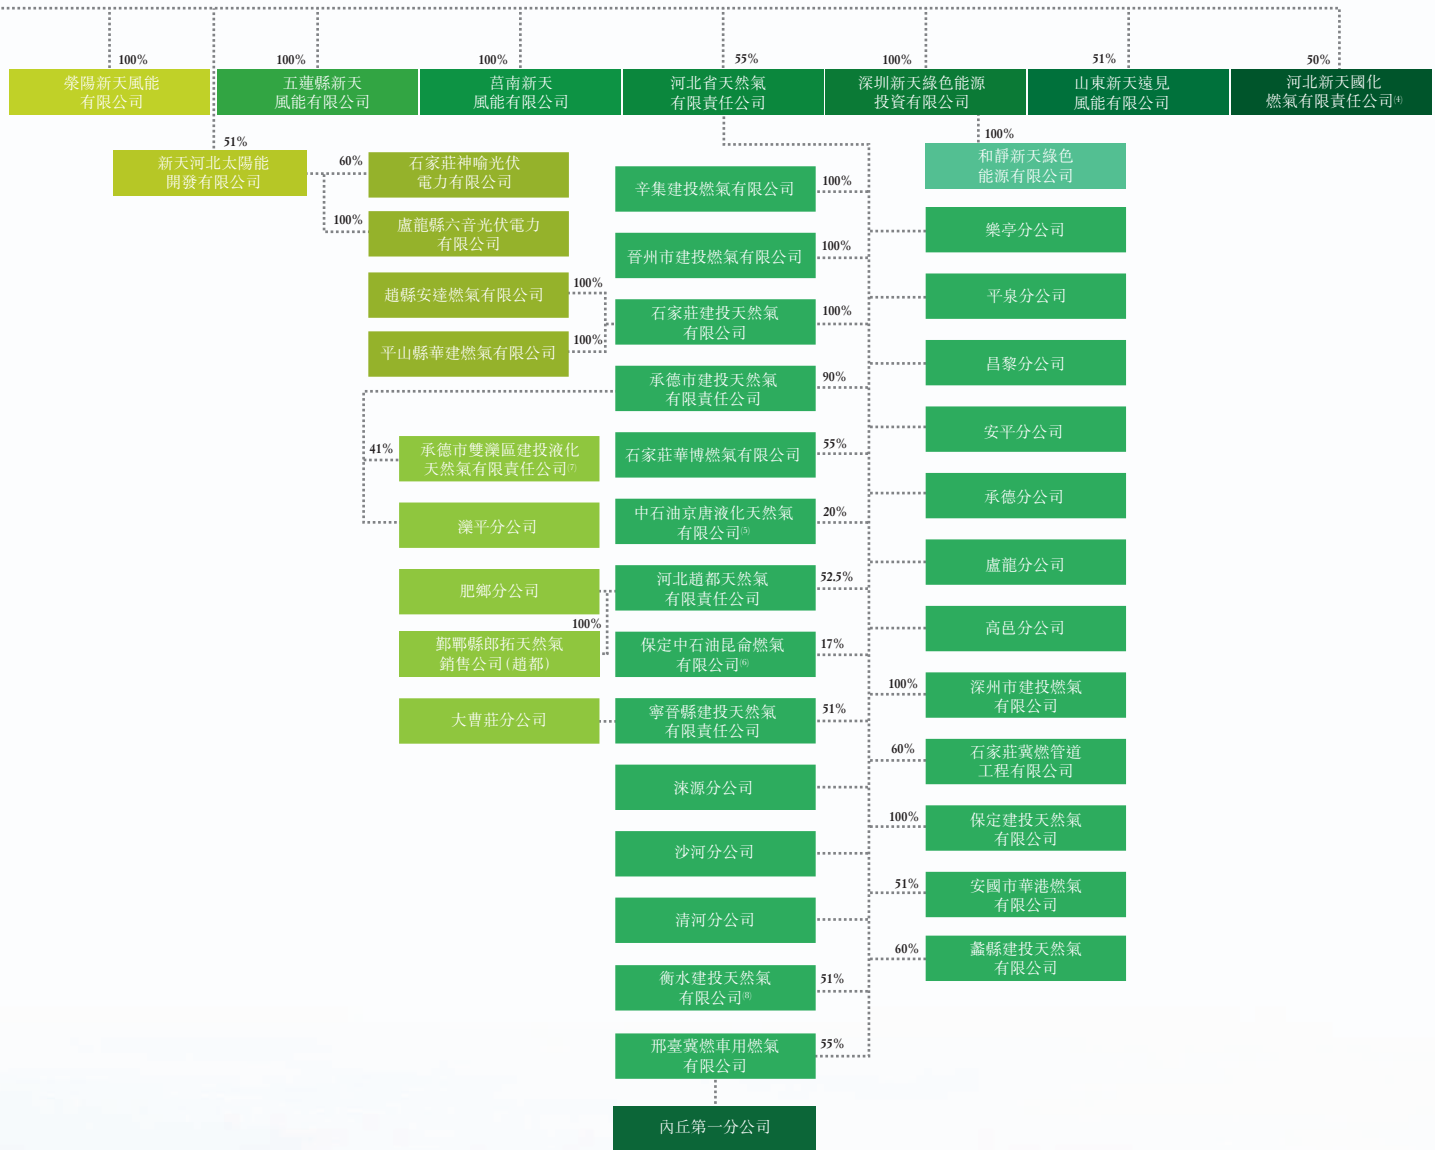 100%
100%
100%
55%
100%
51%
50%
滎陽新天風能
有限公司
五蓮縣新天
風能有限公司
莒南新天
風能有限公司
河北省天然氣
有限責任公司
深圳新天綠色能源
投資有限公司
山東新天遠見
風能有限公司
河北新天國化
燃氣有限責任公司(4)
51%
新天河北太陽能
開發有限公司
60%
石家莊神喻光伏
電力有限公司
100%
盧龍縣六音光伏電力
有限公司
趙縣安達燃氣有限公司
100%
平山縣華建燃氣有限公司
100%
41%
承德市雙灤區建投液化
天然氣有限責任公司(7)
灤平分公司
肥鄉分公司
100%
鄞鄲縣郎拓天然氣
銷售公司(趙都)
大曹莊分公司
辛集建投燃氣有限公司
100%
晉州市建投燃氣有限公司
100%
石家莊建投天然氣
有限公司
100%
承德市建投天然氣
有限責任公司
90%
石家莊華博燃氣有限公司
55%
中石油京唐液化天然氣
有限公司(5)
20%
河北趙都天然氣
有限責任公司
52.5%
保定中石油昆侖燃氣
有限公司(6)
17%
寧晉縣建投天然氣
有限責任公司
51%
淶源分公司
沙河分公司
清河分公司
衡水建投天然氣
有限公司(8)
51%
邢臺冀燃車用燃氣
有限公司
55%
內丘第一分公司
100%
和靜新天綠色
能源有限公司
樂亭分公司
平泉分公司
昌黎分公司
安平分公司
承德分公司
盧龍分公司
高邑分公司
100%
深州市建投燃氣
有限公司
60%
石家莊冀燃管道
工程有限公司
100%
保定建投天然氣
有限公司
51%
安國市華港燃氣
有限公司
60%
蠡縣建投天然氣
有限公司